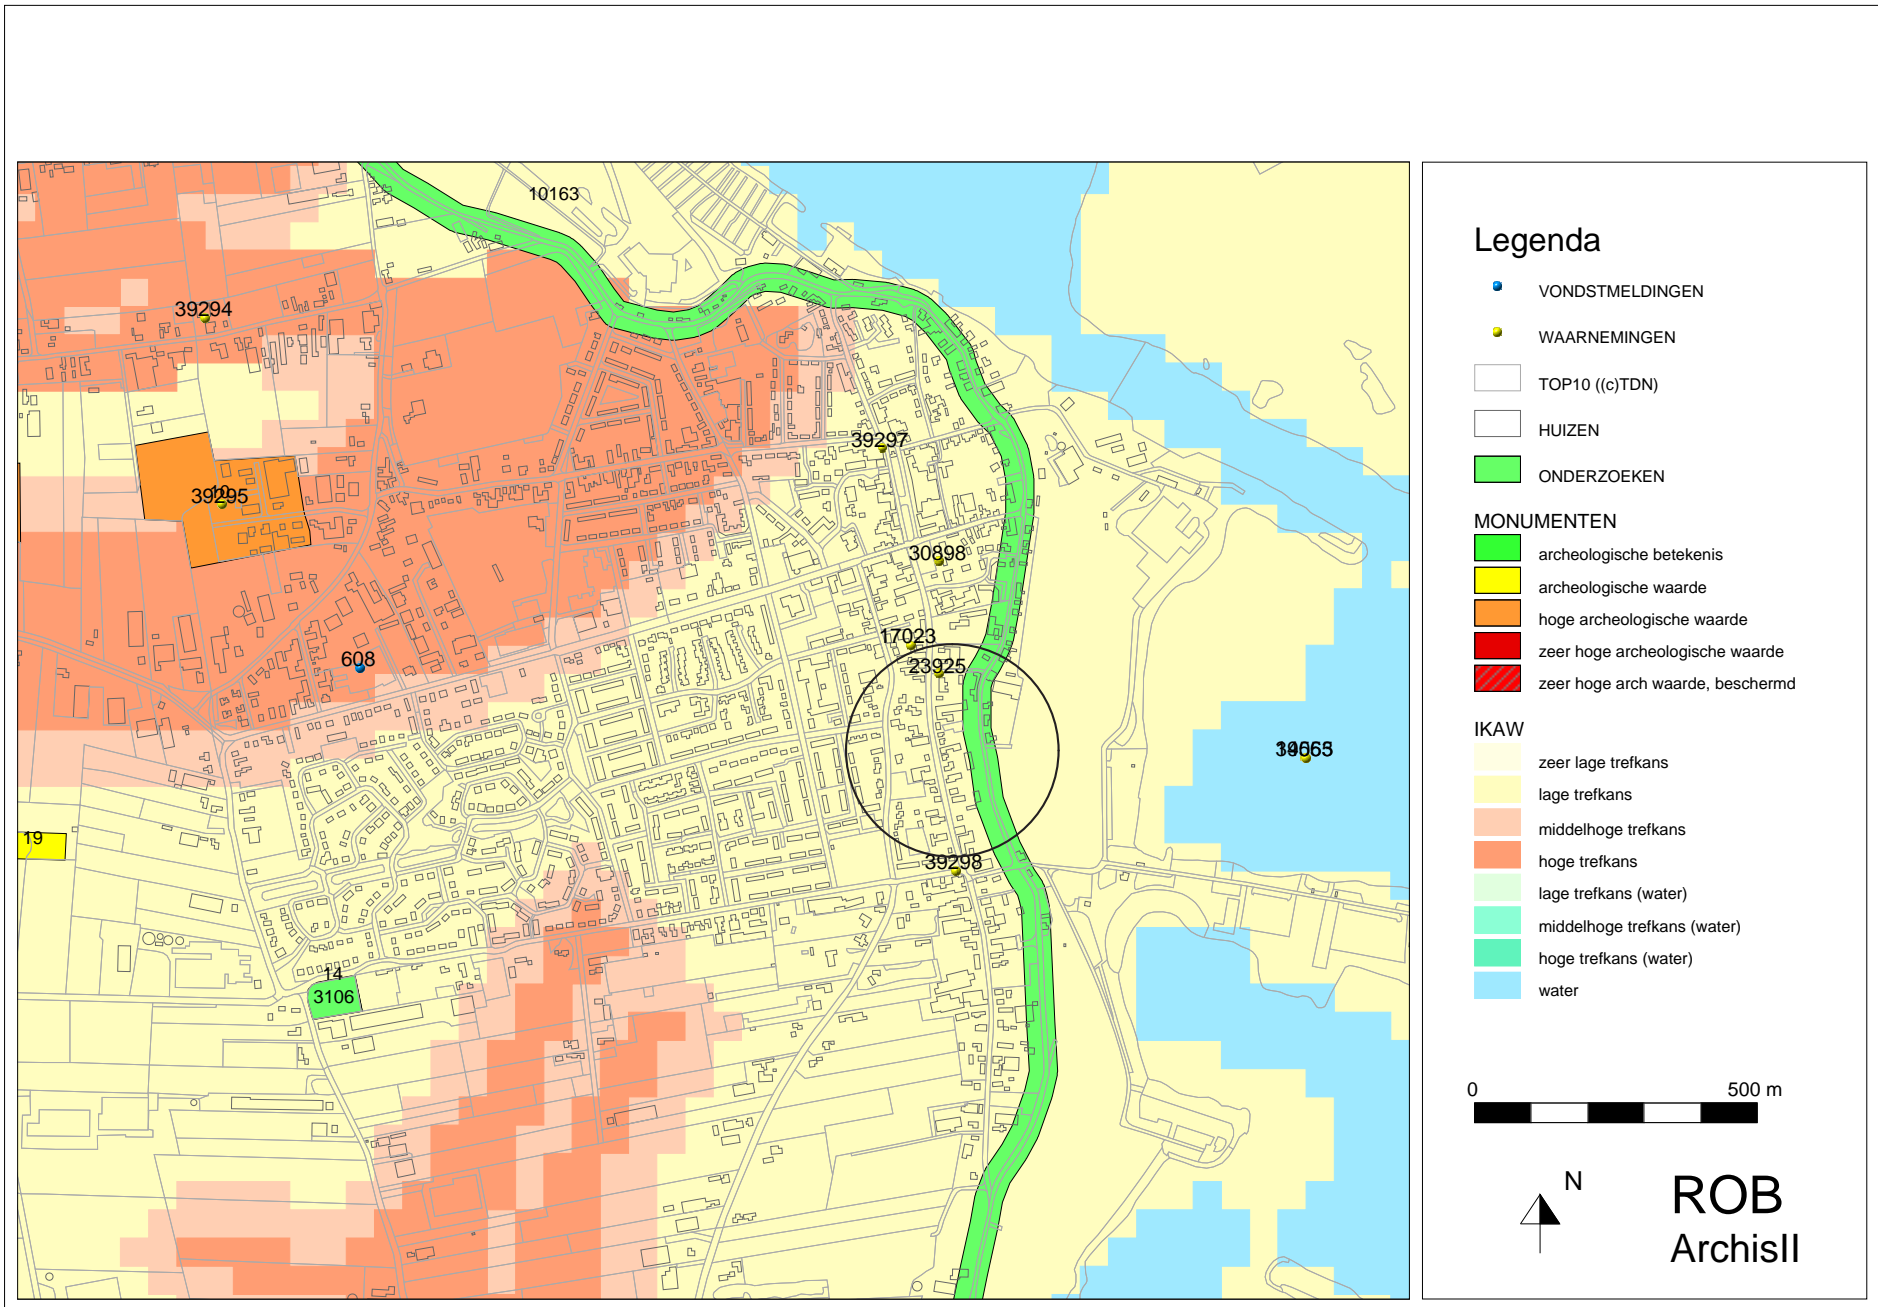 10163
39294
39297
10
39295
30898
17023
608
23925
19
39298
14
3106
Legenda
VONDSTMELDINGEN
WAARNEMINGEN
TOP10 ((c)TDN)
HUIZEN
ONDERZOEKEN
MONUMENTEN
archeologische betekenis
archeologische waarde
hoge archeologische waarde
zeer hoge archeologische waarde
zeer hoge arch waarde, beschermd
IKAW
zeer lage trefkans
lage trefkans
middelhoge trefkans
hoge trefkans
lage trefkans (water)
middelhoge trefkans (water)
hoge trefkans (water)
water
0 500 m
N
ROB
ArchisII